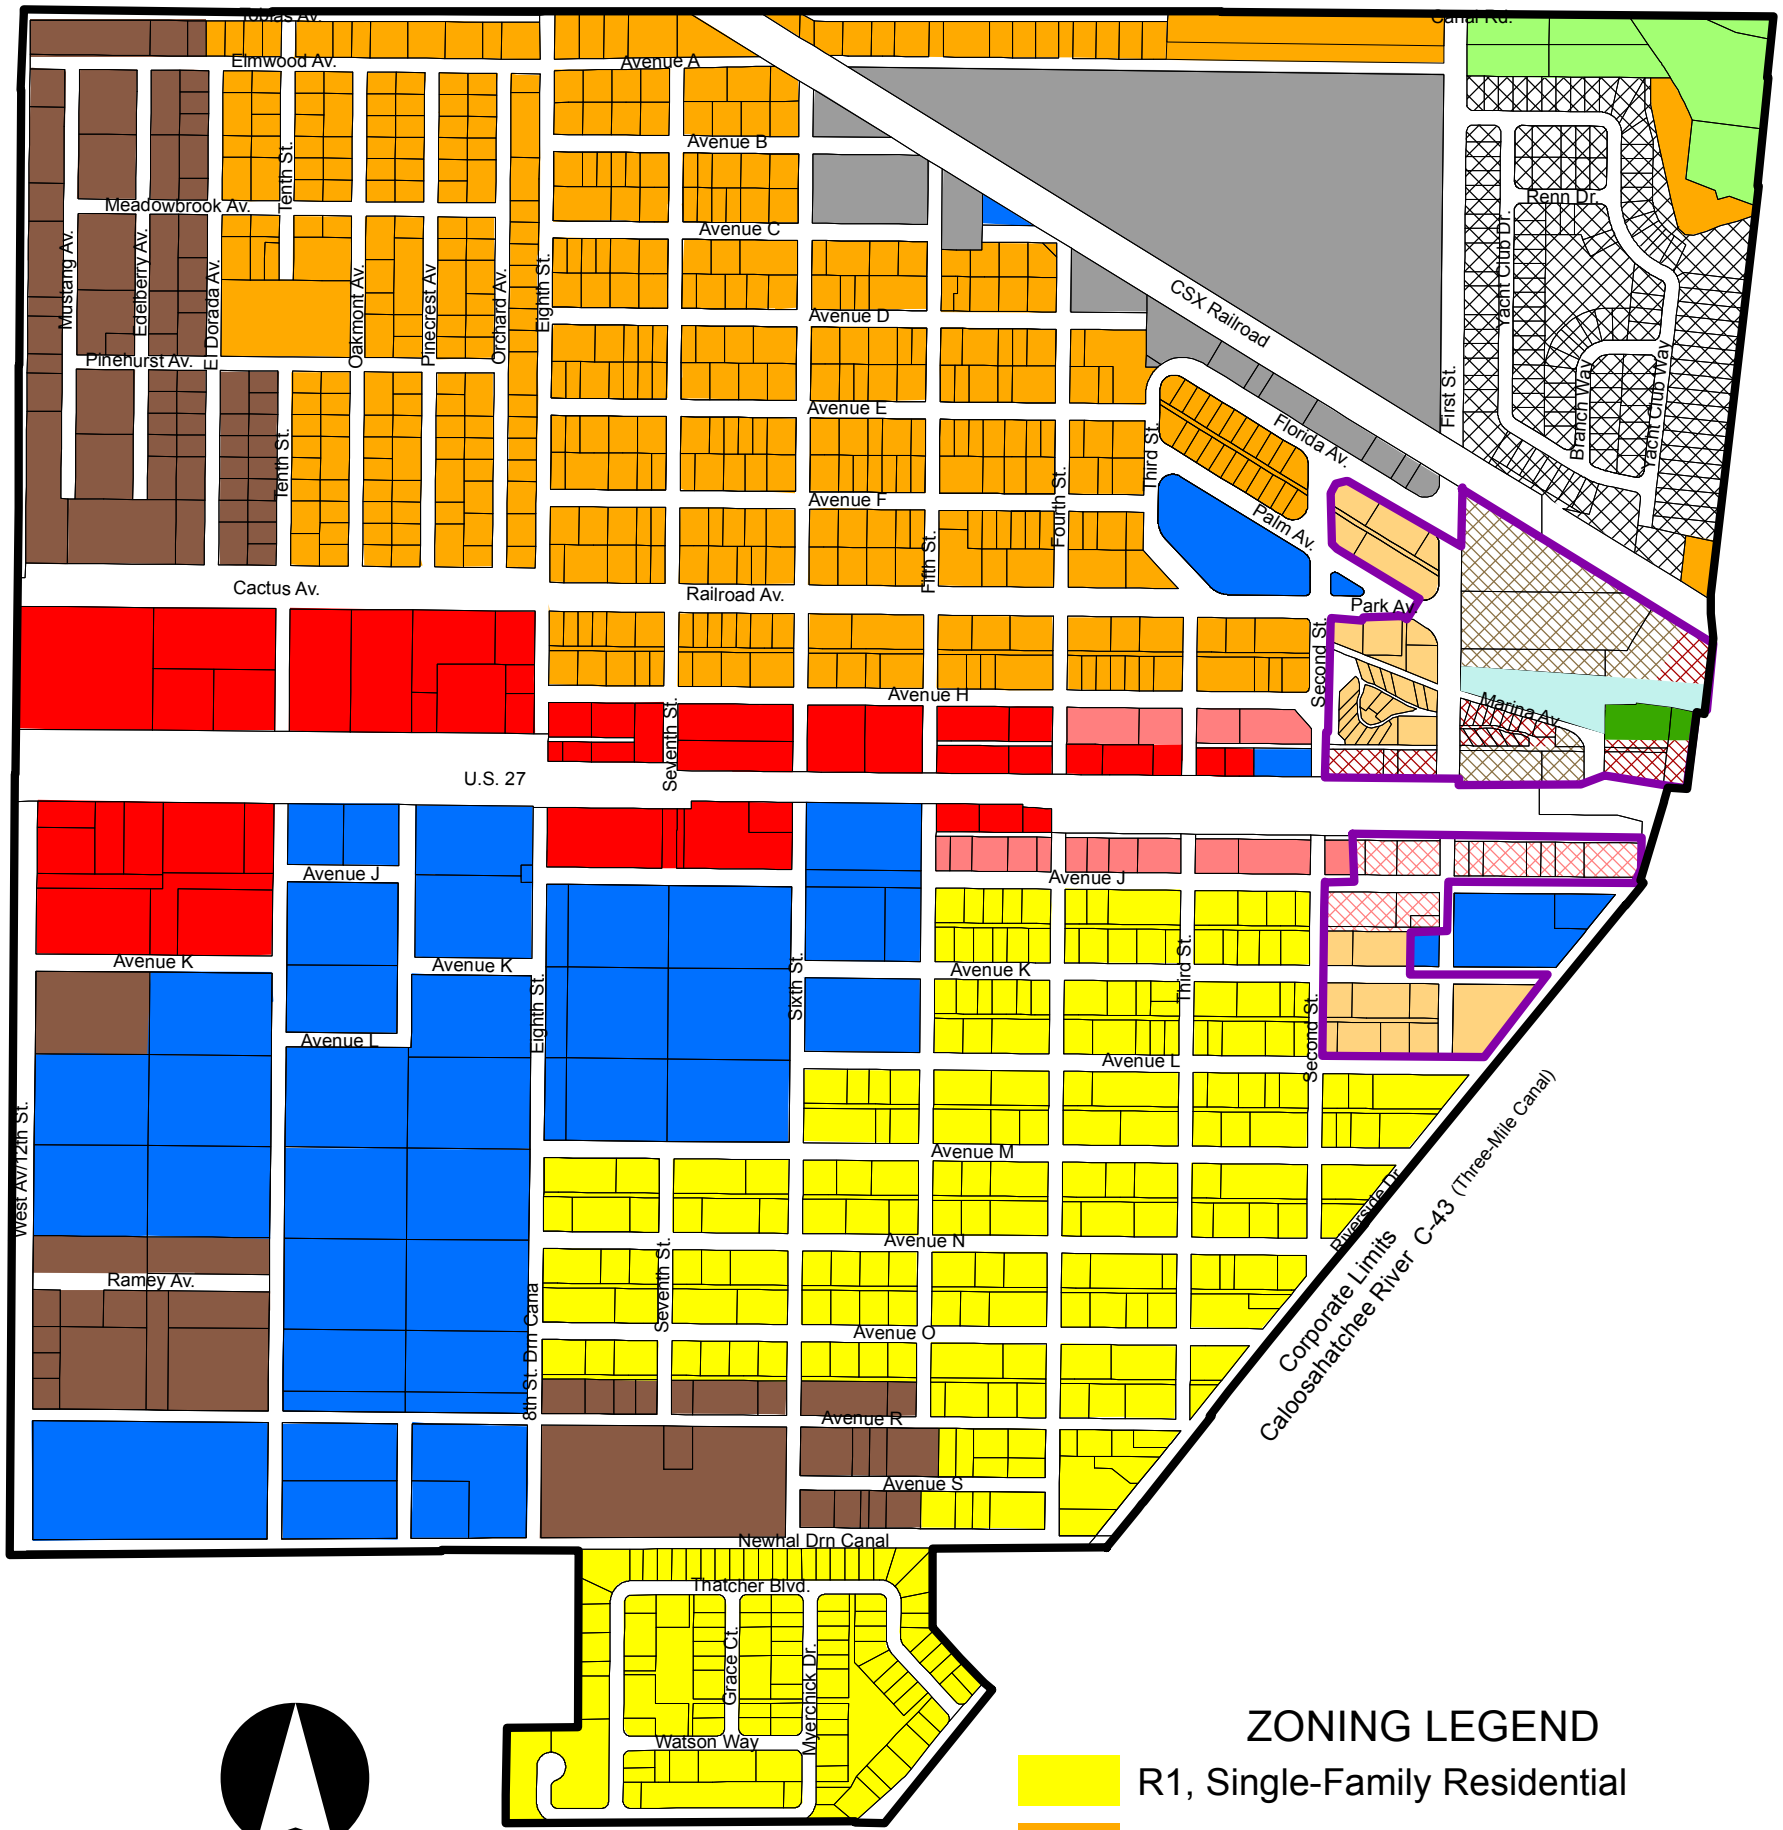 Tobias Av.
Canal Rd.
Elmwood Av.
Avenue A
Avenue B
Tenth St.
Meadowbrook Av.
Renn Dr.
Avenue C
Mustang Av.
Edelberry Av.
El Dorada Av.
Oakmont Av.
Pinecrest Av
Orchard Av.
Eighth St.
Yacht Club Dr.
CSX Railroad
Avenue D
Pinehurst Av.
First St.
Branch Way
Yacht Club Way
Avenue E
Third St.
Florida Av.
Tenth St.
Avenue F
Fourth St.
Palm Av.
Fifth St.
Cactus Av.
Railroad Av.
Park Av.
Second St.
Avenue H
Marina Av
Seventh St.
U.S. 27
Avenue J
Avenue J
Avenue K
Avenue K
Avenue K
Eighth St.
Sixth St.
Third St.
Second St.
Avenue L
Avenue L
West Av/12th St.
Avenue M
Riverside Dr
Corporate Limits
Caloosahatchee River C-43 (Three-Mile Canal)
Avenue N
Seventh St.
Ramey Av.
8th St. Drn Cana
Avenue O
Avenue R
Avenue S
Newhal Drn Canal
Thatcher Blvd.
Grace Ct.
Myerchick Dr.
Watson Way
ZONING LEGEND
R1, Single-Family Residential